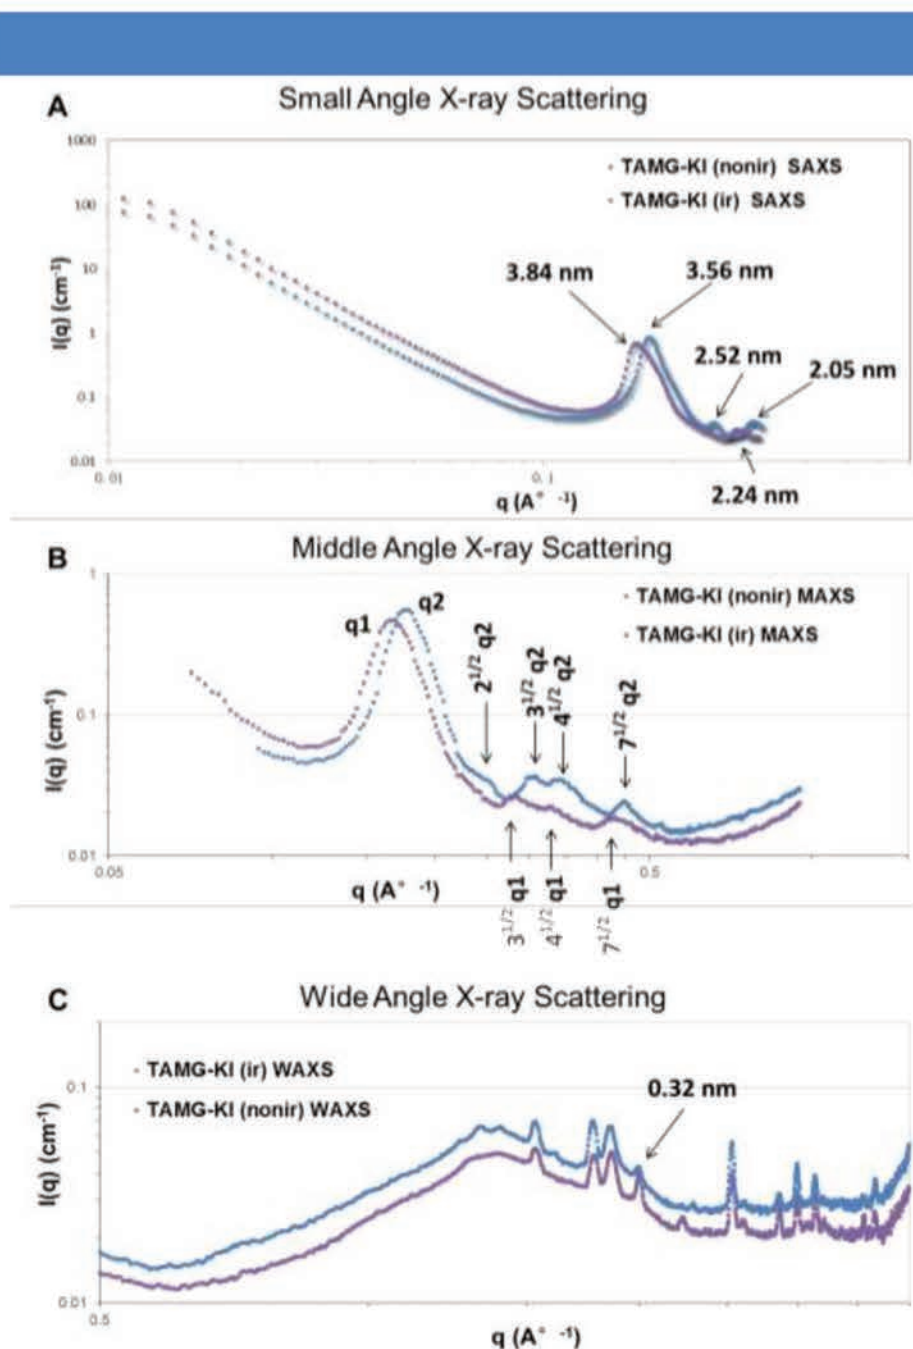 A
Small Angle X-ray Scattering
1000
100
10
1
0.1
0.01
I(q) (cm⁻¹)
TAMG-KI (nonir) SAXS
TAMG-KI (ir) SAXS
3.84 nm
3.56 nm
2.52 nm
2.05 nm
2.24 nm
0.01
0.1
q (A° ⁻¹)
B
Middle Angle X-ray Scattering
1
0.1
0.01
I(q) (cm⁻¹)
TAMG-KI (nonir) MAXS
TAMG-KI (ir) MAXS
q1
q2
2^1/2 q2
3^1/2 q2
4^1/2 q2
7^1/2 q2
0.05
0.5
q (A° ⁻¹)
3^1/2 q1
4^1/2 q1
7^1/2 q1
C
Wide Angle X-ray Scattering
TAMG-KI (ir) WAXS
TAMG-KI (nonir) WAXS
0.32 nm
0.1
0.01
I(q) (cm⁻¹)
0.5
q (A° ⁻¹)